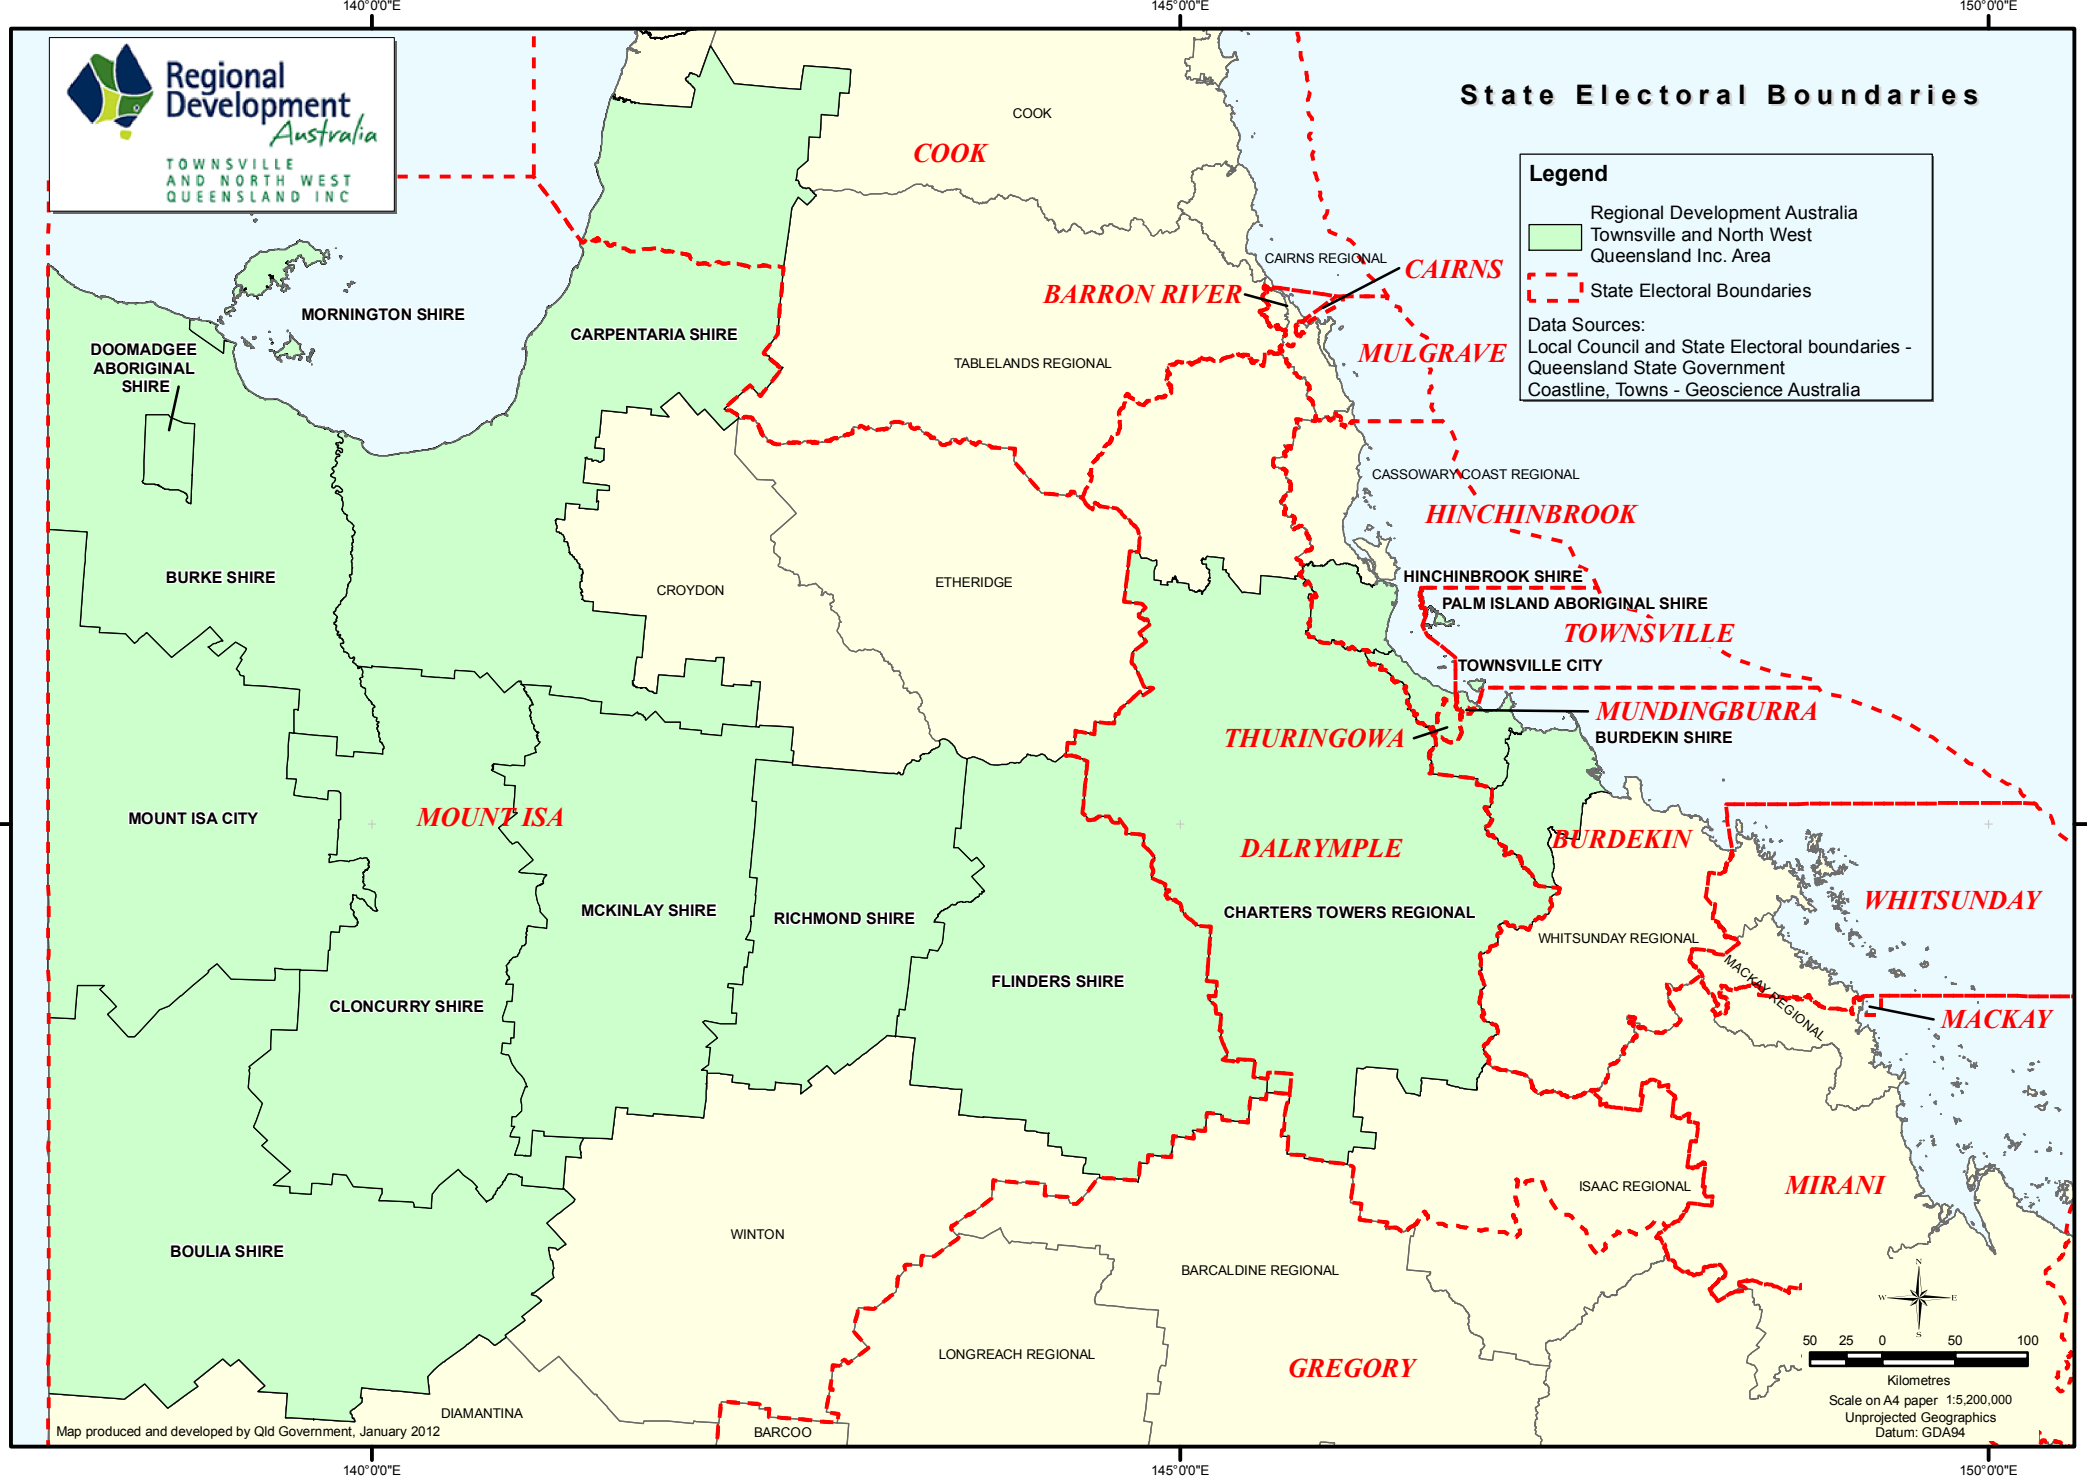 140°0'0"E
145°0'0"E
150°0'0"E
Regional
Development
Australia
TOWNSVILLE
AND NORTH WEST
QUEENSLAND INC
State Electoral Boundaries
Legend
Regional Development Australia
Townsville and North West
Queensland Inc. Area
State Electoral Boundaries
Data Sources:
Local Council and State Electoral boundaries -
Queensland State Government
Coastline, Towns - Geoscience Australia
COOK
COOK
CAIRNS REGIONAL
CAIRNS
BARRON RIVER
MORNINGTON SHIRE
CARPENTARIA SHIRE
DOOMADGEE
ABORIGINAL
SHIRE
TABLELANDS REGIONAL
MULGRAVE
CASSOWARY COAST REGIONAL
HINCHINBROOK
BURKE SHIRE
CROYDON
ETHERIDGE
HINCHINBROOK SHIRE
PALM ISLAND ABORIGINAL SHIRE
TOWNSVILLE
TOWNSVILLE CITY
MUNDINGBURRA
THURINGOWA
BURDEKIN SHIRE
MOUNT ISA CITY
MOUNT ISA
DALRYMPLE
BURDEKIN
WHITSUNDAY
MCKINLAY SHIRE
RICHMOND SHIRE
CHARTERS TOWERS REGIONAL
WHITSUNDAY REGIONAL
FLINDERS SHIRE
MACKAY REGIONAL
CLONCURRY SHIRE
MACKAY
ISAAC REGIONAL
MIRANI
WINTON
BOULIA SHIRE
BARCALDINE REGIONAL
LONGREACH REGIONAL
GREGORY
DIAMANTINA
BARCOO
N
W
E
S
50 25 0 50 100
Kilometres
Scale on A4 paper 1:5,200,000
Unprojected Geographics
Datum: GDA94
Map produced and developed by Qld Government, January 2012
140°0'0"E
145°0'0"E
150°0'0"E